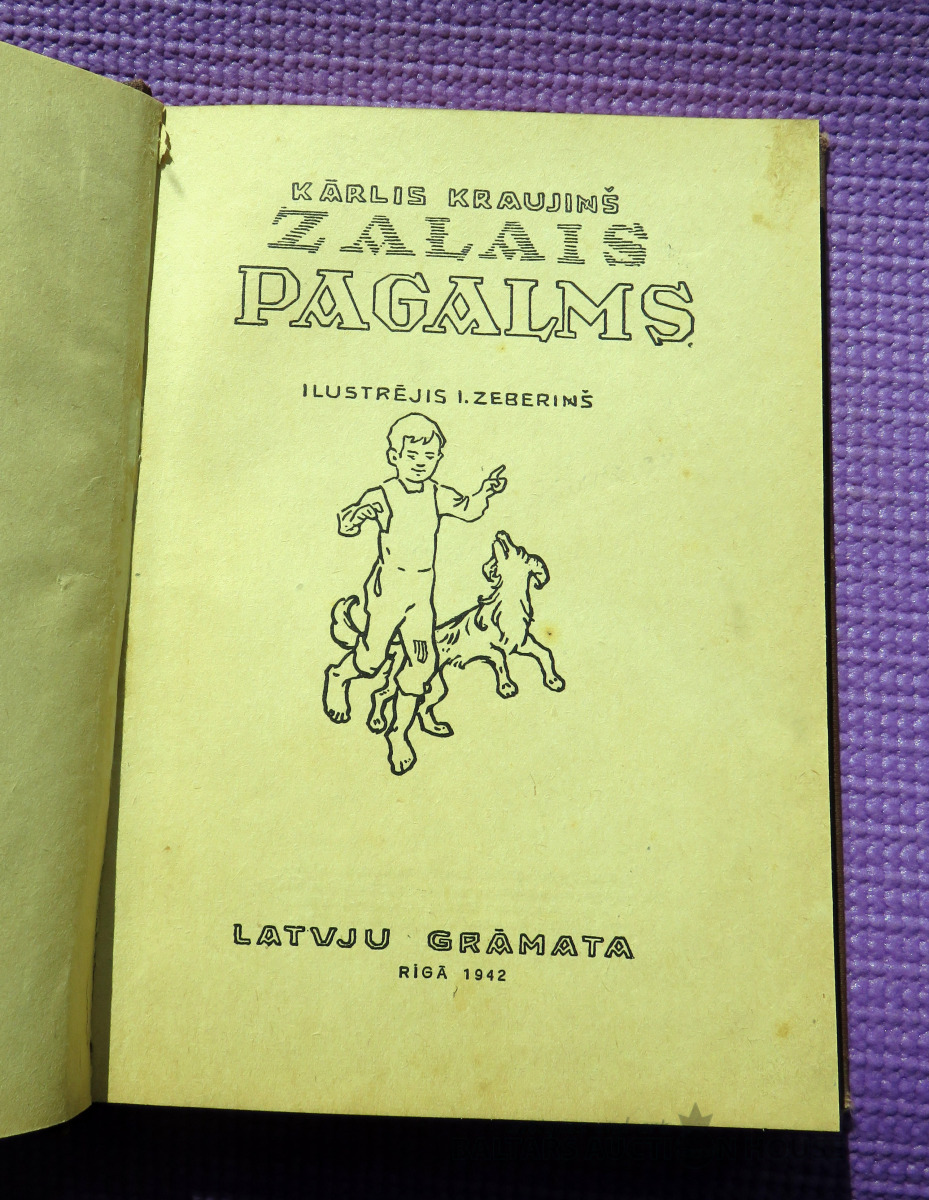 KĀRLIS KRAUJIŅŠ
ZAĻAIS
PAGALMS
ILUSTRĒJIS I. ZEBERIŅŠ
LATVJU GRĀMATA
RĪGĀ 1942